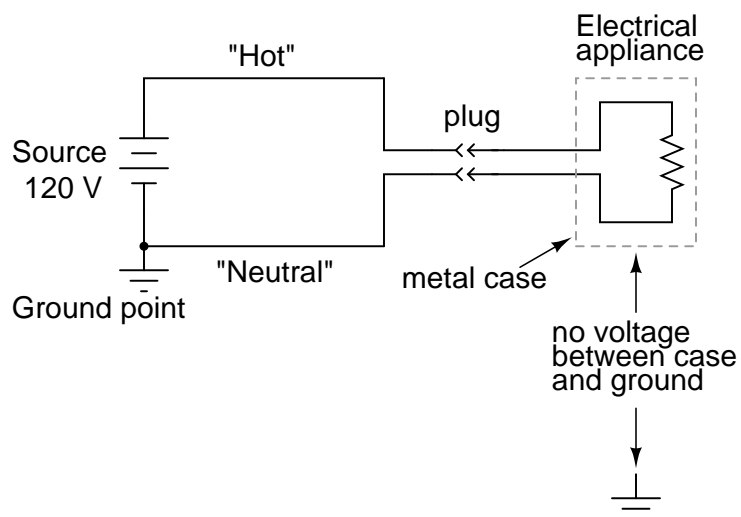 Electrical
appliance
"Hot"
plug
Source
120 V
"Neutral"
metal case
Ground point
no voltage
between case
and ground